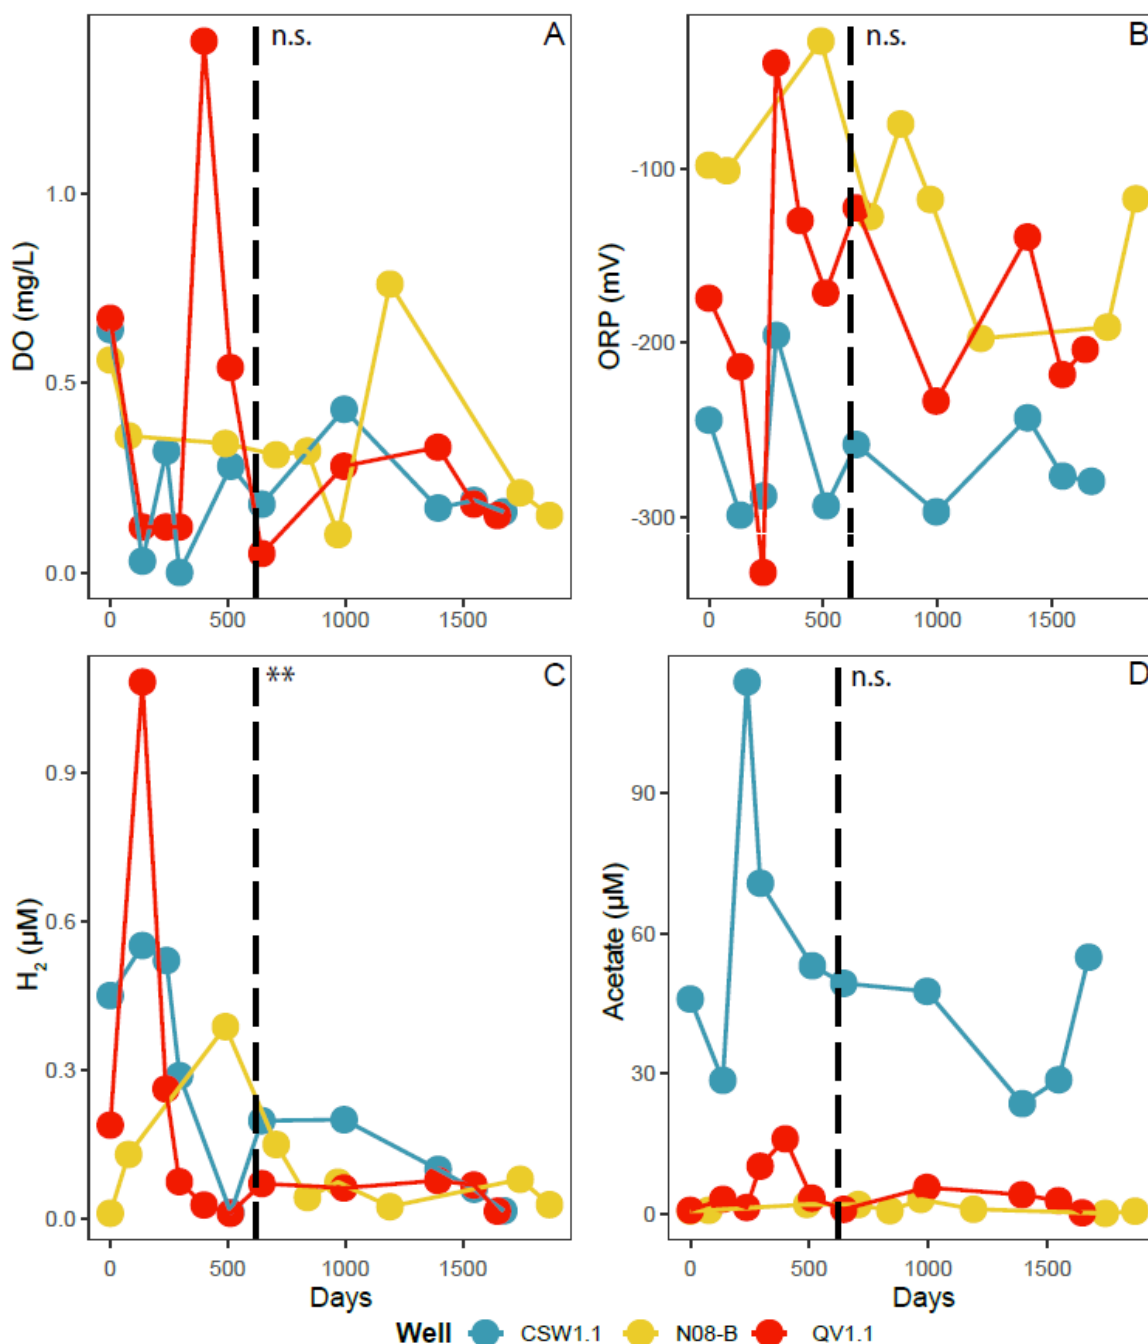 n.s.
A
DO (mg/L)
1.0
0.5
0.0
0
500
1000
1500
n.s.
B
ORP (mV)
-100
-200
-300
0
500
1000
1500
**
C
H₂ (µM)
0.9
0.6
0.3
0.0
0
500
1000
1500
Days
n.s.
D
Acetate (µM)
90
60
30
0
0
500
1000
1500
Days
Well CSW1.1 N08-B QV1.1